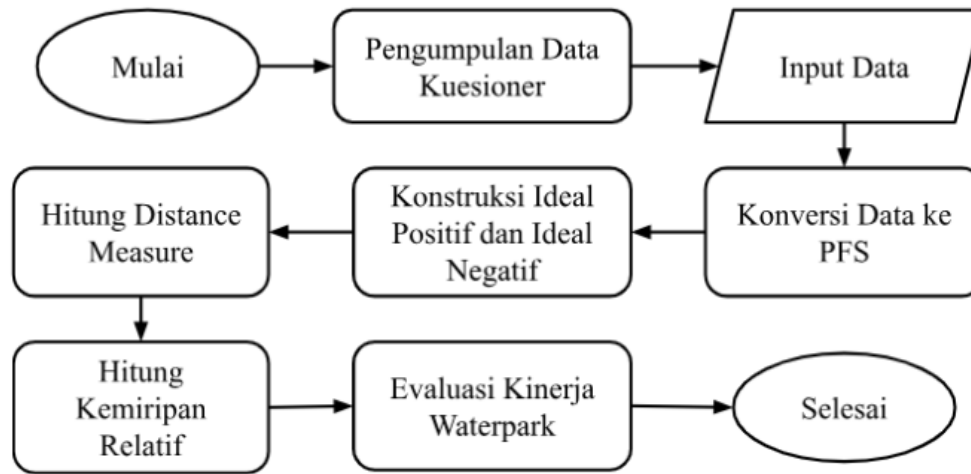 Mulai
Pengumpulan Data
Kuesioner
Input Data
Konversi Data ke
PFS
Konstruksi Ideal
Positif dan Ideal
Negatif
Hitung Distance
Measure
Hitung
Kemiripan
Relatif
Evaluasi Kinerja
Waterpark
Selesai